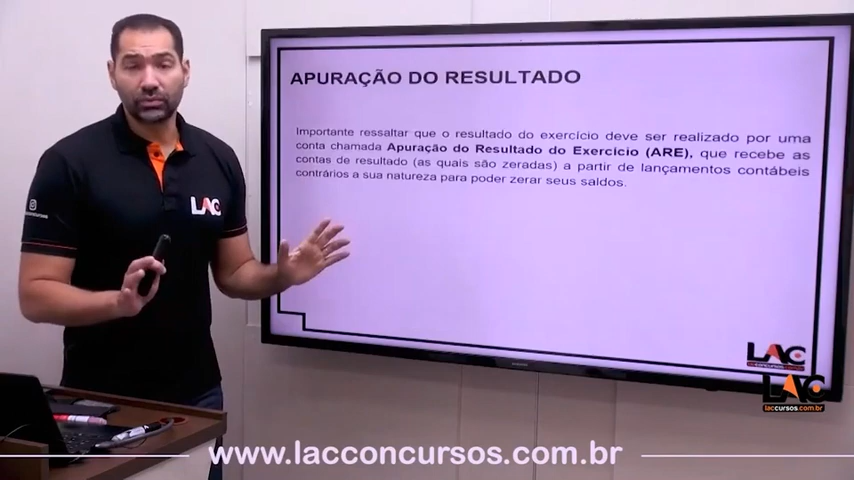 APURAÇÃO DO RESULTADO
Importante ressaltar que o resultado do exercício deve ser realizado por uma
conta chamada Apuração do Resultado do Exercício (ARE), que recebe as
contas de resultado (as quais são zeradas) a partir de lançamentos contábeis
contrários a sua natureza para poder zerar seus saldos.
LAC
LAC
CONCURSOS
LAC
laccursos.com.br
www.lacconcursos.com.br